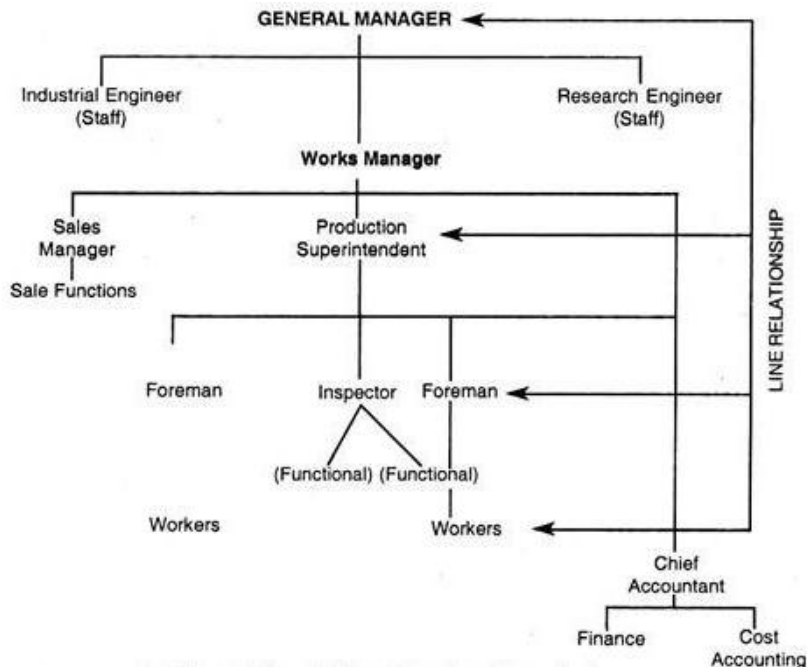 GENERAL MANAGER
Industrial Engineer
(Staff)
Research Engineer
(Staff)
Works Manager
Sales
Manager
Production
Superintendent
Sale Functions
LINE RELATIONSHIP
Foreman
Inspector
Foreman
(Functional) (Functional)
Workers
Workers
Chief
Accountant
Finance
Cost
Accounting